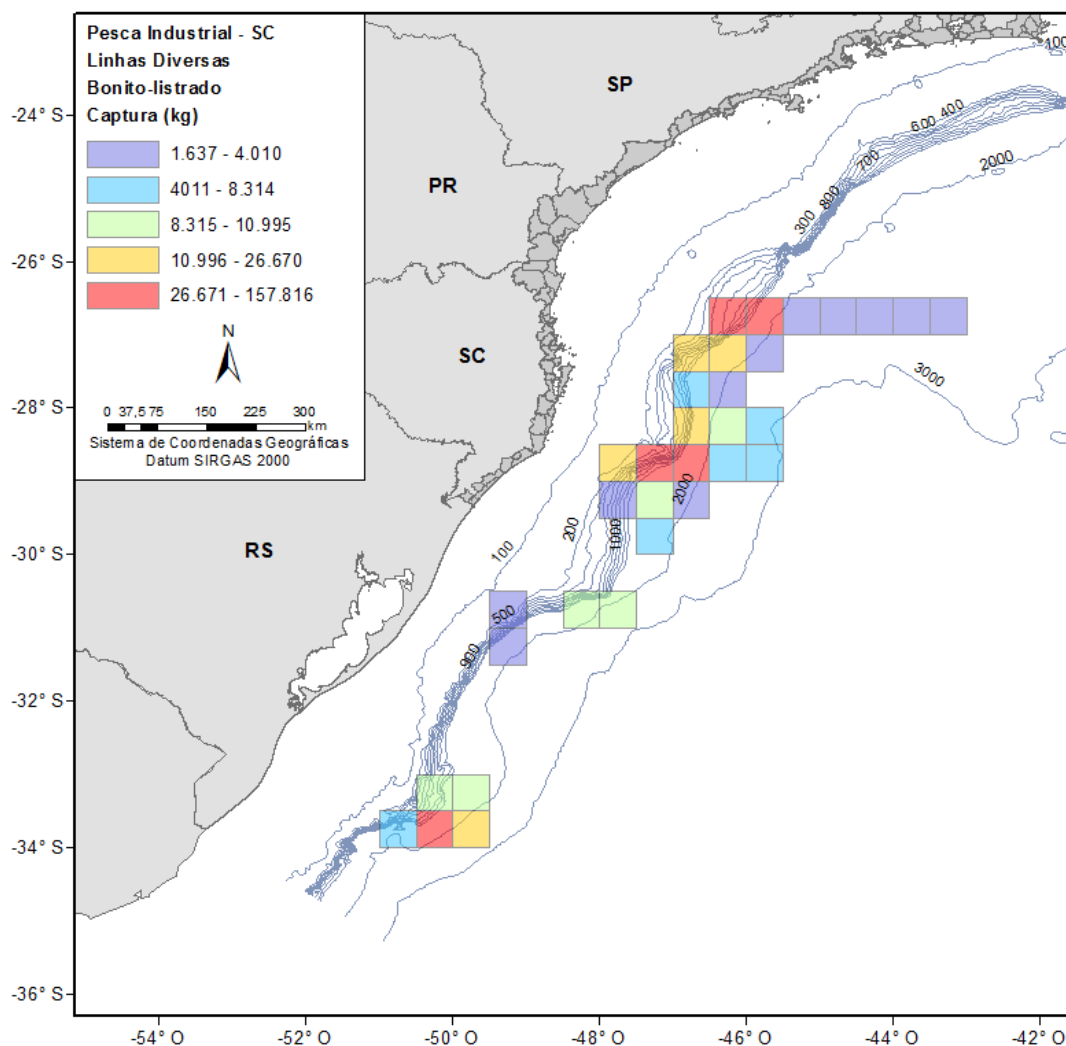 Pesca Industrial - SC
Linhas Diversas
Bonito-listrado
Captura (kg)
1.637 - 4.010
4011 - 8.314
8.315 - 10.995
10.996 - 26.670
26.671 - 157.816
N
0 37,5 75 150 225 300
km
Sistema de Coordenadas Geográficas
Datum SIRGAS 2000
SP
PR
SC
RS
100
400
600
700
2000
800
300
3000
2000
1000
200
100
500
900
-24° S
-26° S
-28° S
-30° S
-32° S
-34° S
-36° S
-54° O
-52° O
-50° O
-48° O
-46° O
-44° O
-42° O